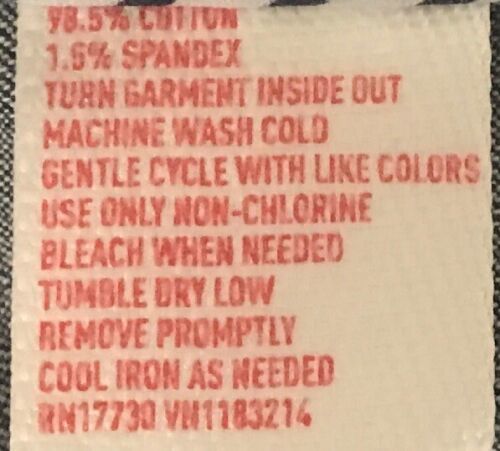 98.5% COTTON
1.5% SPANDEX
TURN GARMENT INSIDE OUT
MACHINE WASH COLD
GENTLE CYCLE WITH LIKE COLORS
USE ONLY NON-CHLORINE
BLEACH WHEN NEEDED
TUMBLE DRY LOW
REMOVE PROMPTLY
COOL IRON AS NEEDED
RN17730 VN1183214